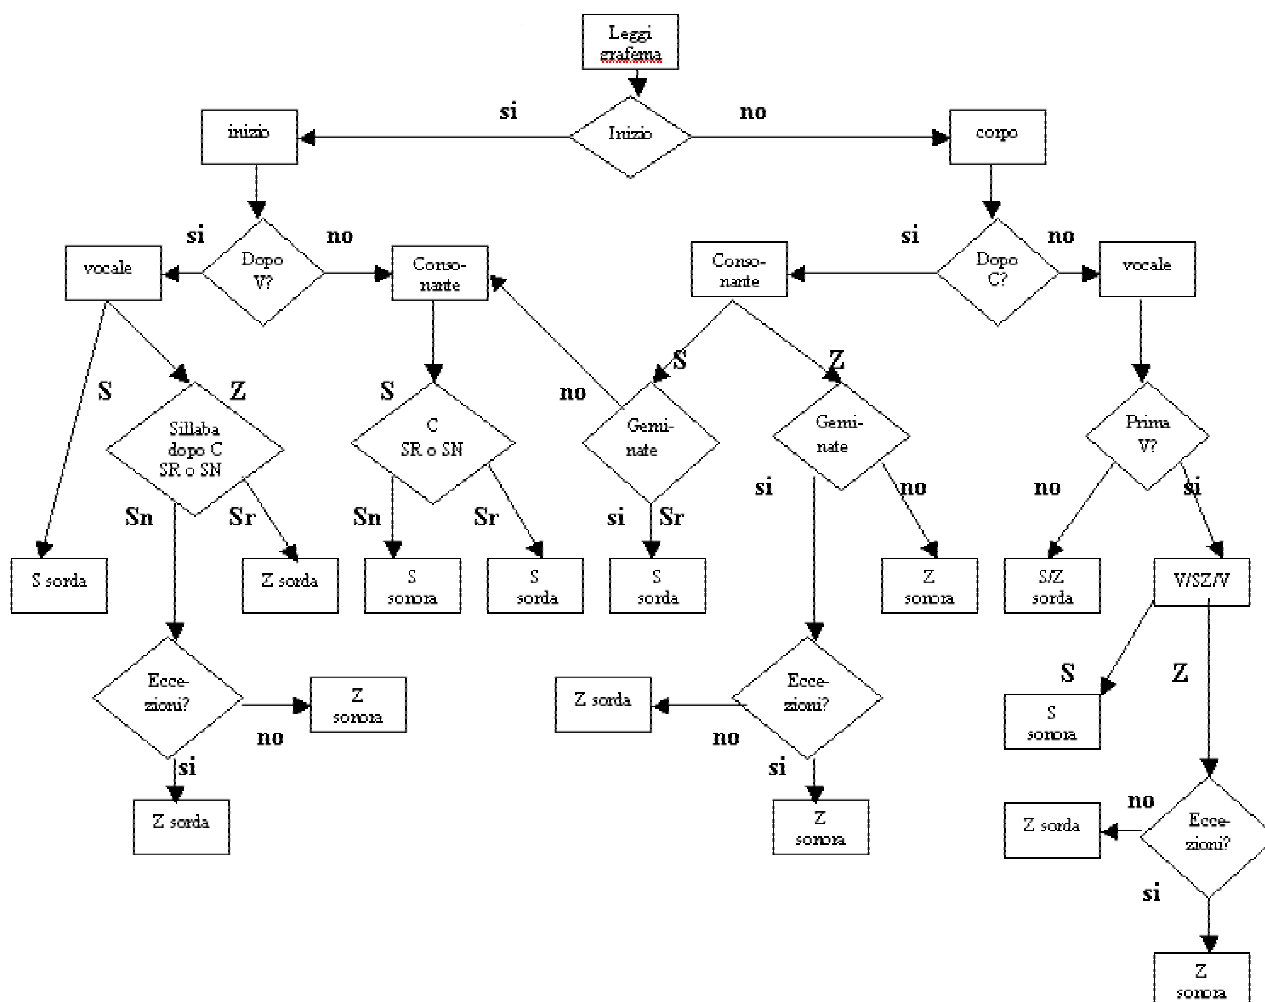 Leggi
grafema
si
no
inizio
Inizio
corpo
si
no
si
no
vocale
Dopo
V?
Conso-
nante
Conso-
nante
Dopo
C?
vocale
S
Z
S
no
S
Z
Sillaba
dopo C
SR o SN
C
SR o SN
Gemi-
nate
Gemi-
nate
Prima
V?
si
no
no
si
Sn
Sr
Sn
Sr
si
Sr
S sorda
Z sorda
S
sonora
S
sorda
S
sorda
Z
sonora
S/Z
sorda
V/SZ/V
Ecce-
zioni?
Z
sonora
Z sorda
Ecce-
zioni?
S
Z
S
sonora
no
si
no
si
Z sorda
Z
sonora
Z sorda
no
Ecce-
zioni?
si
Z
sonora